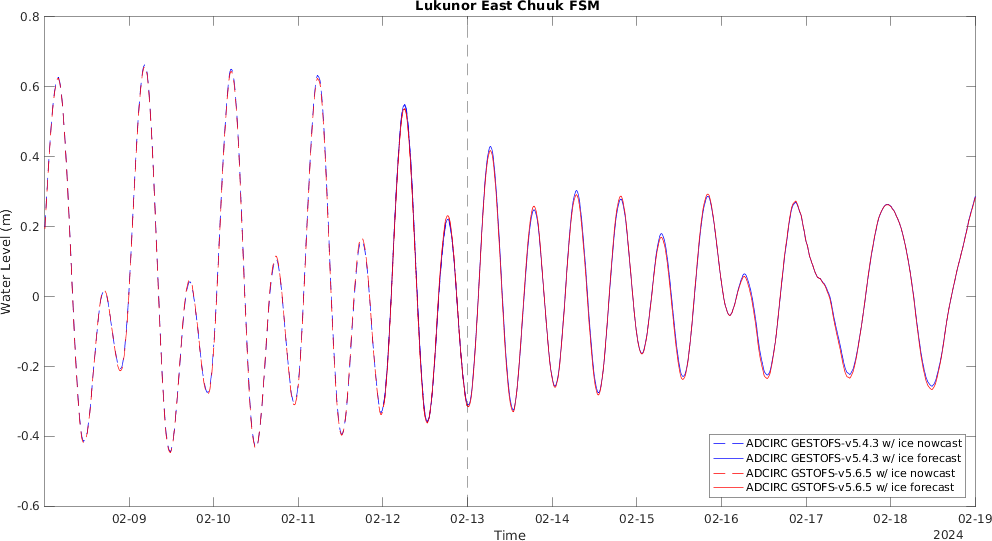 Lukunor East Chuuk FSM
0.8
0.6
0.4
0.2
0
-0.2
-0.4
-0.6
Water Level (m)
ADCIRC GESTOFS-v5.4.3 w/ ice nowcast
ADCIRC GESTOFS-v5.4.3 w/ ice forecast
ADCIRC GSTOFS-v5.6.5 w/ ice nowcast
ADCIRC GSTOFS-v5.6.5 w/ ice forecast
02-09 02-10 02-11 02-12 02-13 02-14 02-15 02-16 02-17 02-18 02-19
Time
2024